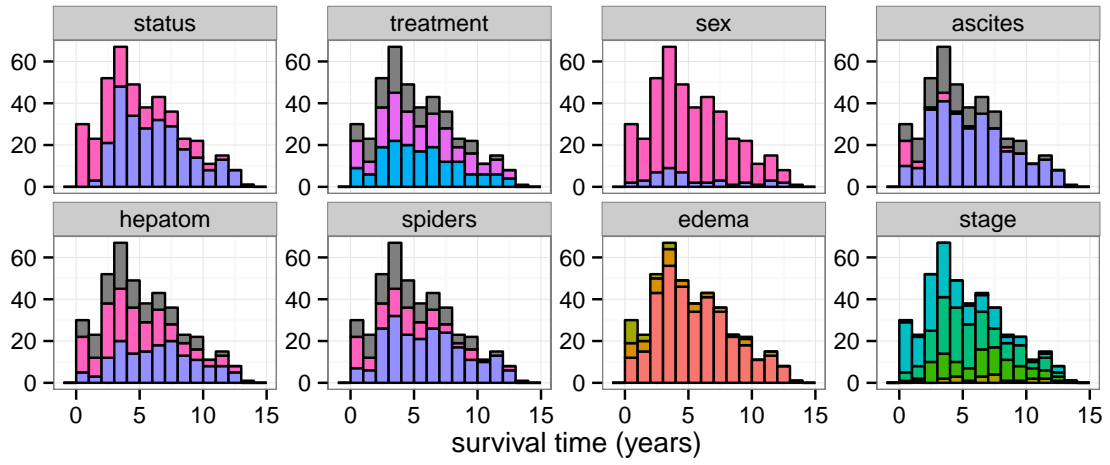 status treatment sex ascites
60
40
20
0
hepatom spiders edema stage
60
40
20
0
0 5 10 15 0 5 10 15 0 5 10 15 0 5 10 15
survival time (years)